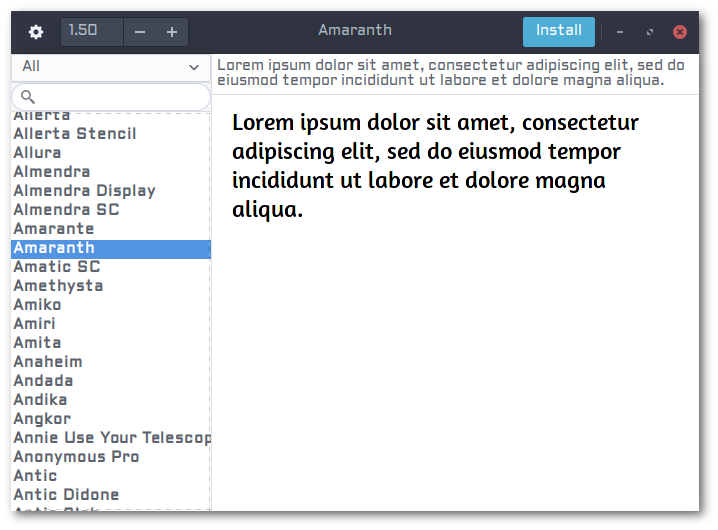 1.50
Amaranth
Install
All
Lorem ipsum dolor sit amet, consectetur adipiscing elit, sed do
eiusmod tempor incididunt ut labore et dolore magna aliqua.
Allerta
Allerta Stencil
Allura
Almendra
Almendra Display
Almendra SC
Amarante
Amaranth
Amatic SC
Amethysta
Amiko
Amiri
Amita
Anaheim
Andada
Andika
Angkor
Annie Use Your Telescop
Anonymous Pro
Antic
Antic Didone
Lorem ipsum dolor sit amet, consectetur
adipiscing elit, sed do eiusmod tempor
incididunt ut labore et dolore magna
aliqua.